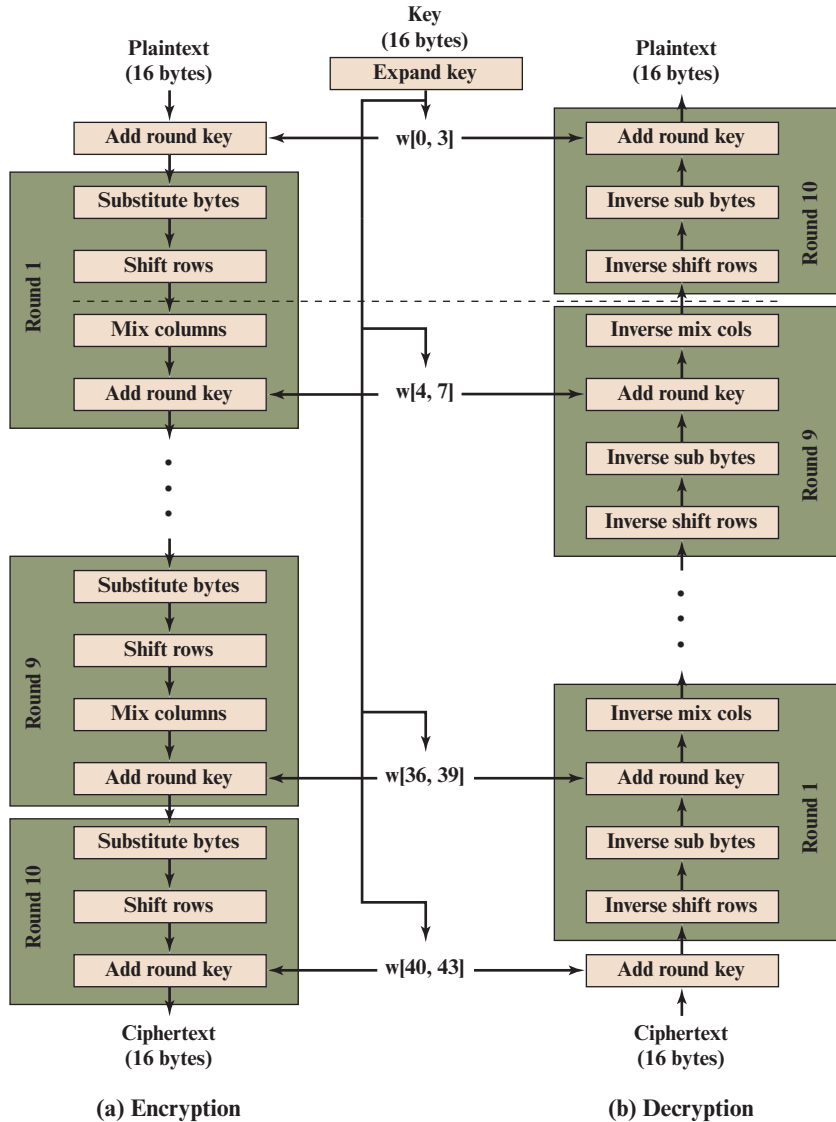 Key
(16 bytes)
Expand key
Plaintext
(16 bytes)
Add round key
Round 1
Substitute bytes
Shift rows
Mix columns
Add round key
Round 9
Substitute bytes
Shift rows
Mix columns
Add round key
Round 10
Substitute bytes
Shift rows
Add round key
Ciphertext
(16 bytes)
(a) Encryption
w[0, 3]
w[4, 7]
w[36, 39]
w[40, 43]
Plaintext
(16 bytes)
Add round key
Inverse sub bytes
Inverse shift rows
Round 10
Inverse mix cols
Add round key
Inverse sub bytes
Inverse shift rows
Round 9
Inverse mix cols
Add round key
Inverse sub bytes
Inverse shift rows
Round 1
Add round key
Ciphertext
(16 bytes)
(b) Decryption